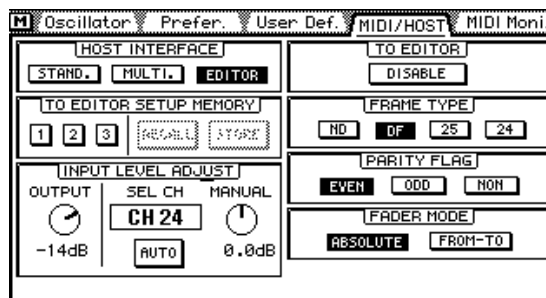 M Oscillator Prefer. User Def. MIDI/HOST MIDI Moni.
HOST INTERFACE
STAND. MULTI. EDITOR
TO EDITOR SETUP MEMORY
1 2 3 RECALL STORE
INPUT LEVEL ADJUST
OUTPUT SEL CH MANUAL
CH 24
-14dB AUTO 0.0dB
TO EDITOR
DISABLE
FRAME TYPE
ND DF 25 24
PARITY FLAG
EVEN ODD NON
FADER MODE
ABSOLUTE FROM-TO